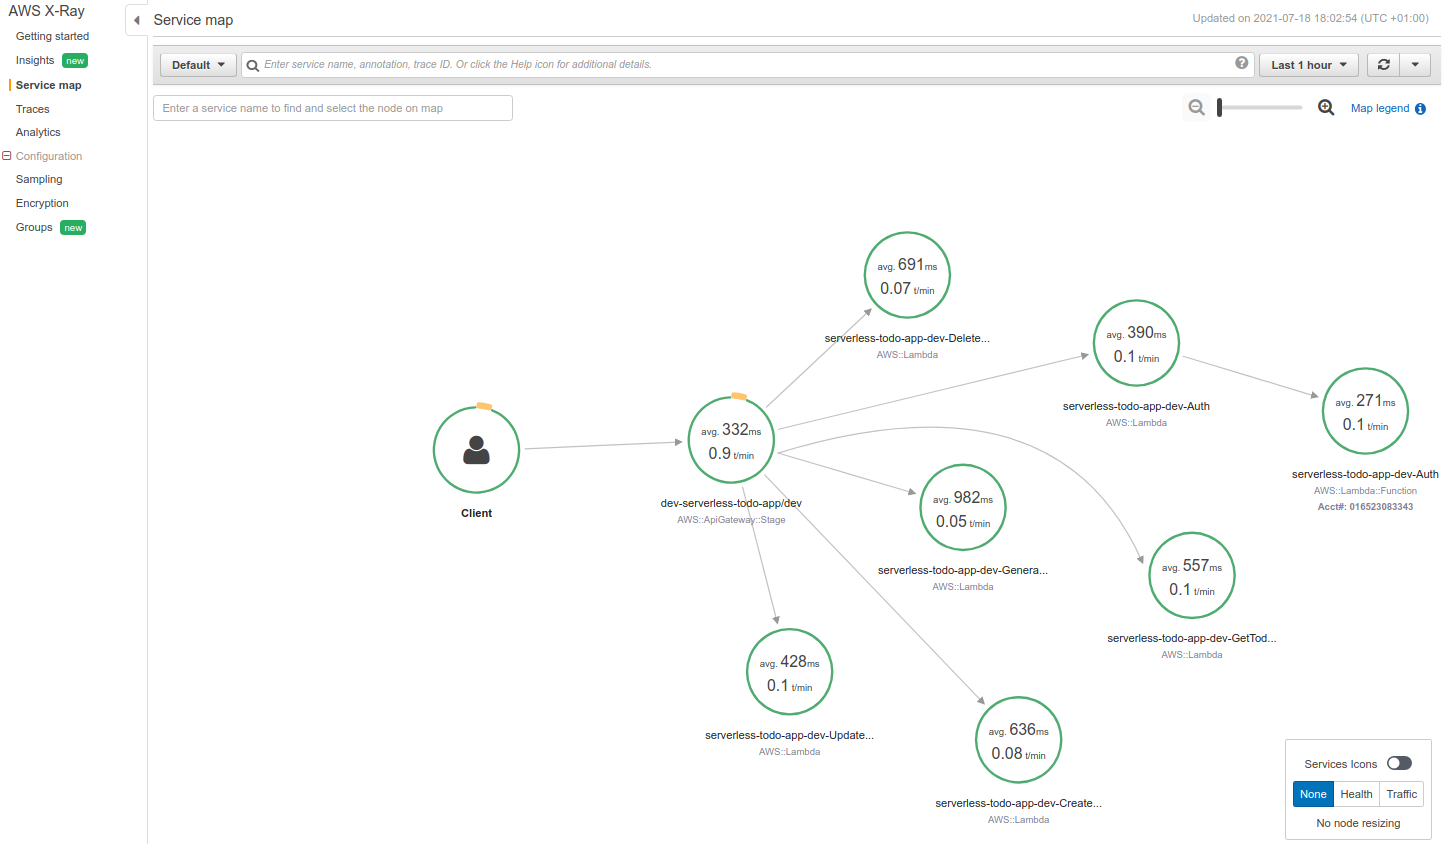 AWS X-Ray
Getting started
Insights new
Service map
Traces
Analytics
Configuration
Sampling
Encryption
Groups new
Service map
Updated on 2021-07-18 18:02:54 (UTC +01:00)
Default
Enter service name, annotation, trace ID. Or click the Help icon for additional details.
Last 1 hour
Enter a service name to find and select the node on map
Map legend
avg. 691ms
0.07 t/min
serverless-todo-app-dev-Delete...
AWS::Lambda
avg. 390ms
0.1 t/min
serverless-todo-app-dev-Auth
AWS::Lambda
avg. 271ms
0.1 t/min
serverless-todo-app-dev-Auth
AWS::Lambda::Function
Acct#: 016523083343
Client
avg. 332ms
0.9 t/min
dev-serverless-todo-app/dev
AWS::ApiGateway::Stage
avg. 982ms
0.05 t/min
serverless-todo-app-dev-Genera...
AWS::Lambda
avg. 557ms
0.1 t/min
serverless-todo-app-dev-GetTod...
AWS::Lambda
avg. 428ms
0.1 t/min
serverless-todo-app-dev-Update...
AWS::Lambda
avg. 636ms
0.08 t/min
serverless-todo-app-dev-Create...
AWS::Lambda
Services Icons
None Health Traffic
No node resizing